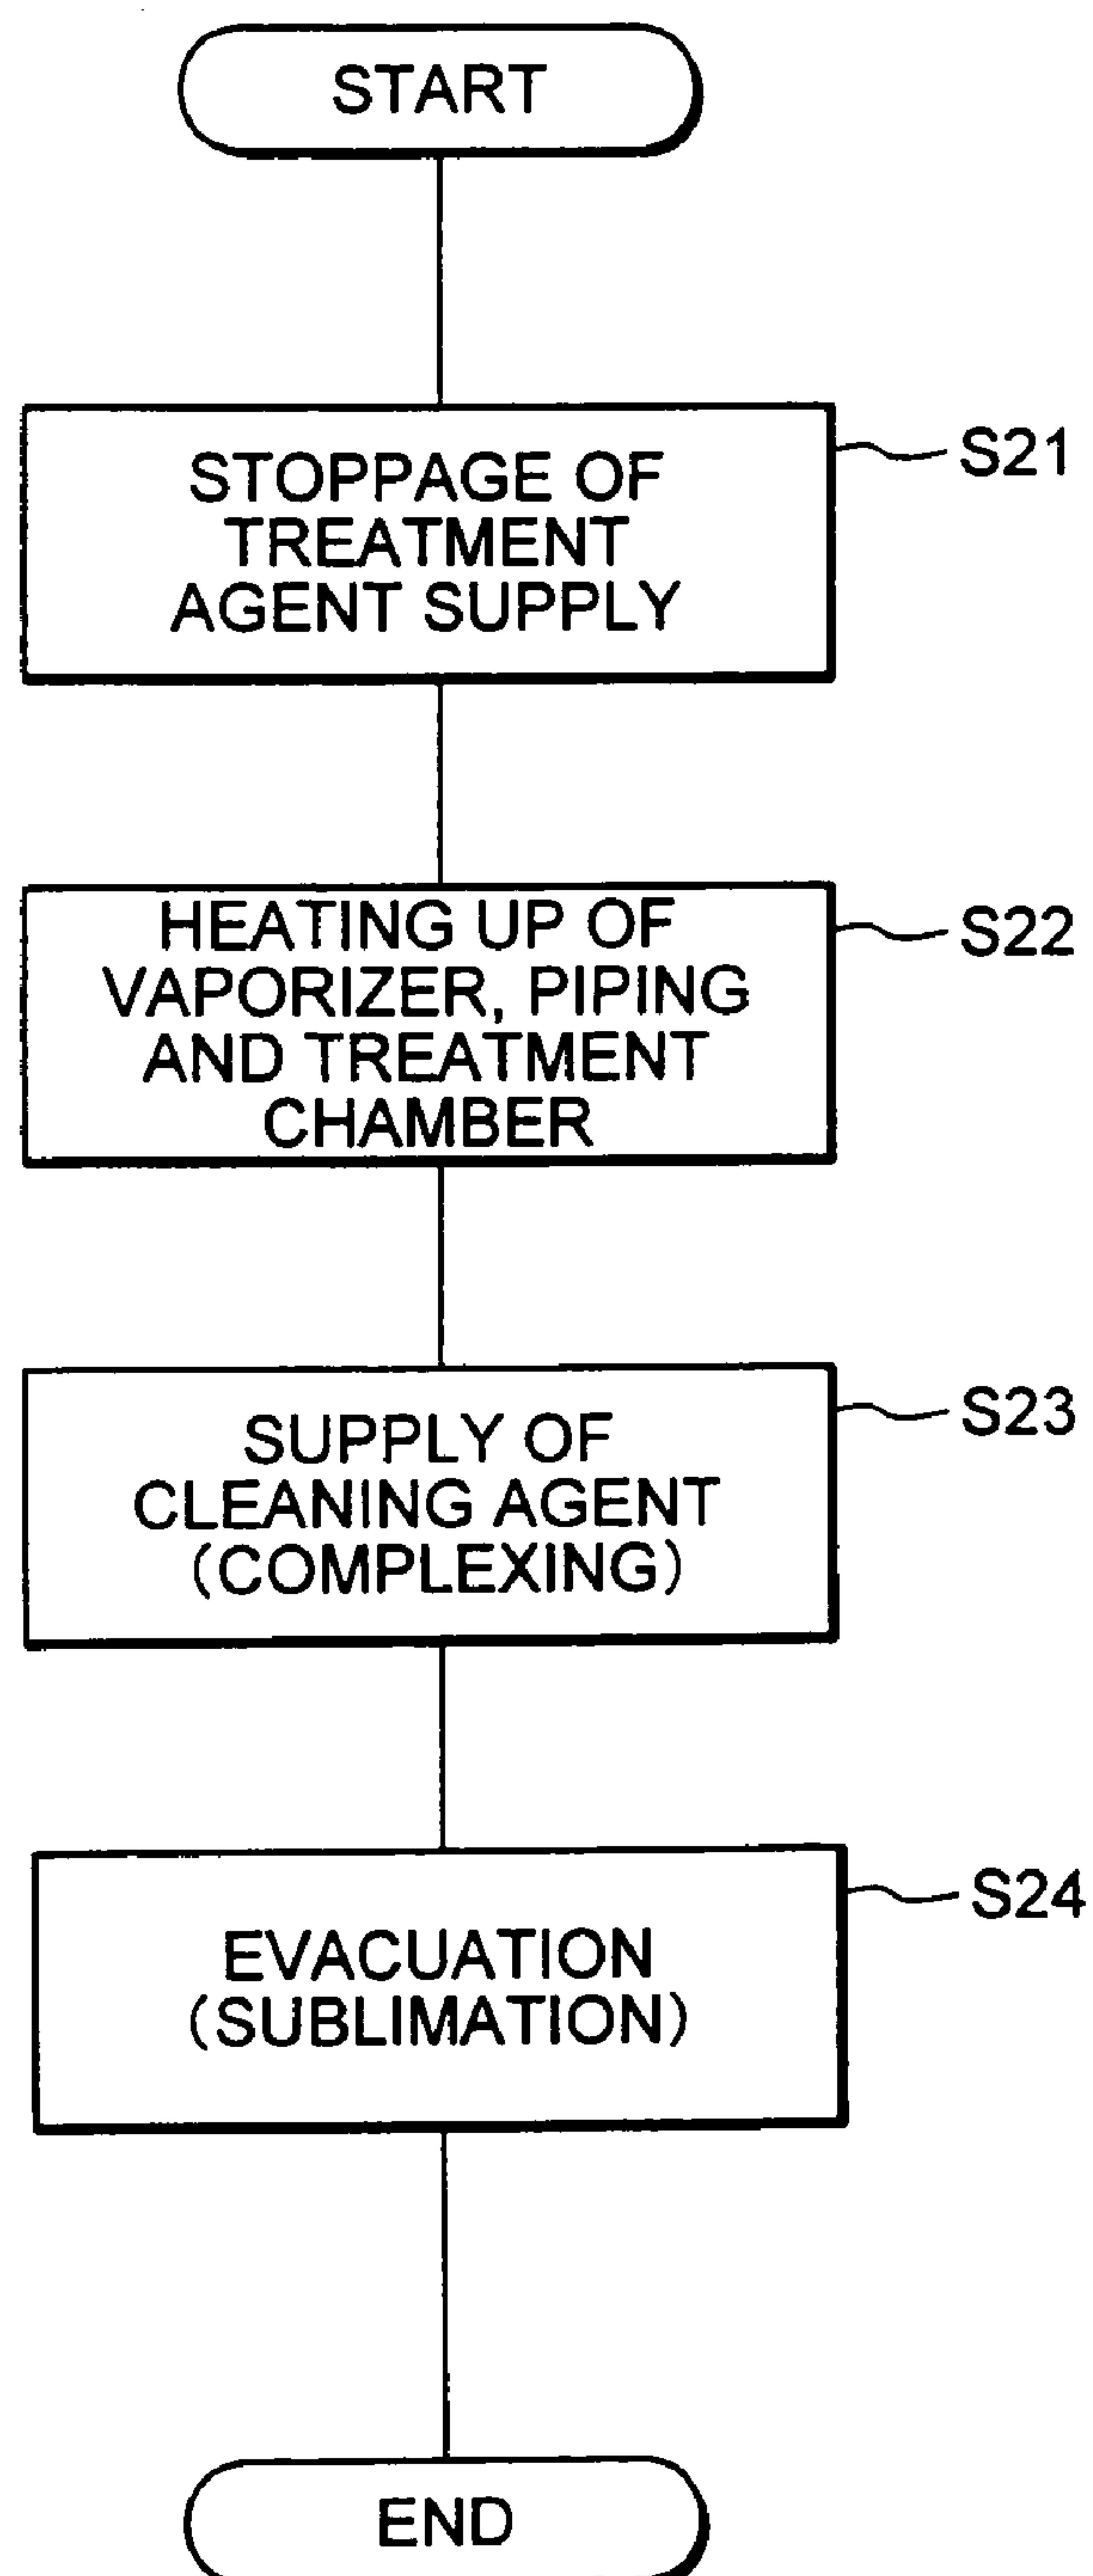 START
STOPPAGE OF
TREATMENT
AGENT SUPPLY
S21
HEATING UP OF
VAPORIZER, PIPING
AND TREATMENT
CHAMBER
S22
SUPPLY OF
CLEANING AGENT
(COMPLEXING)
S23
EVACUATION
(SUBLIMATION)
S24
END